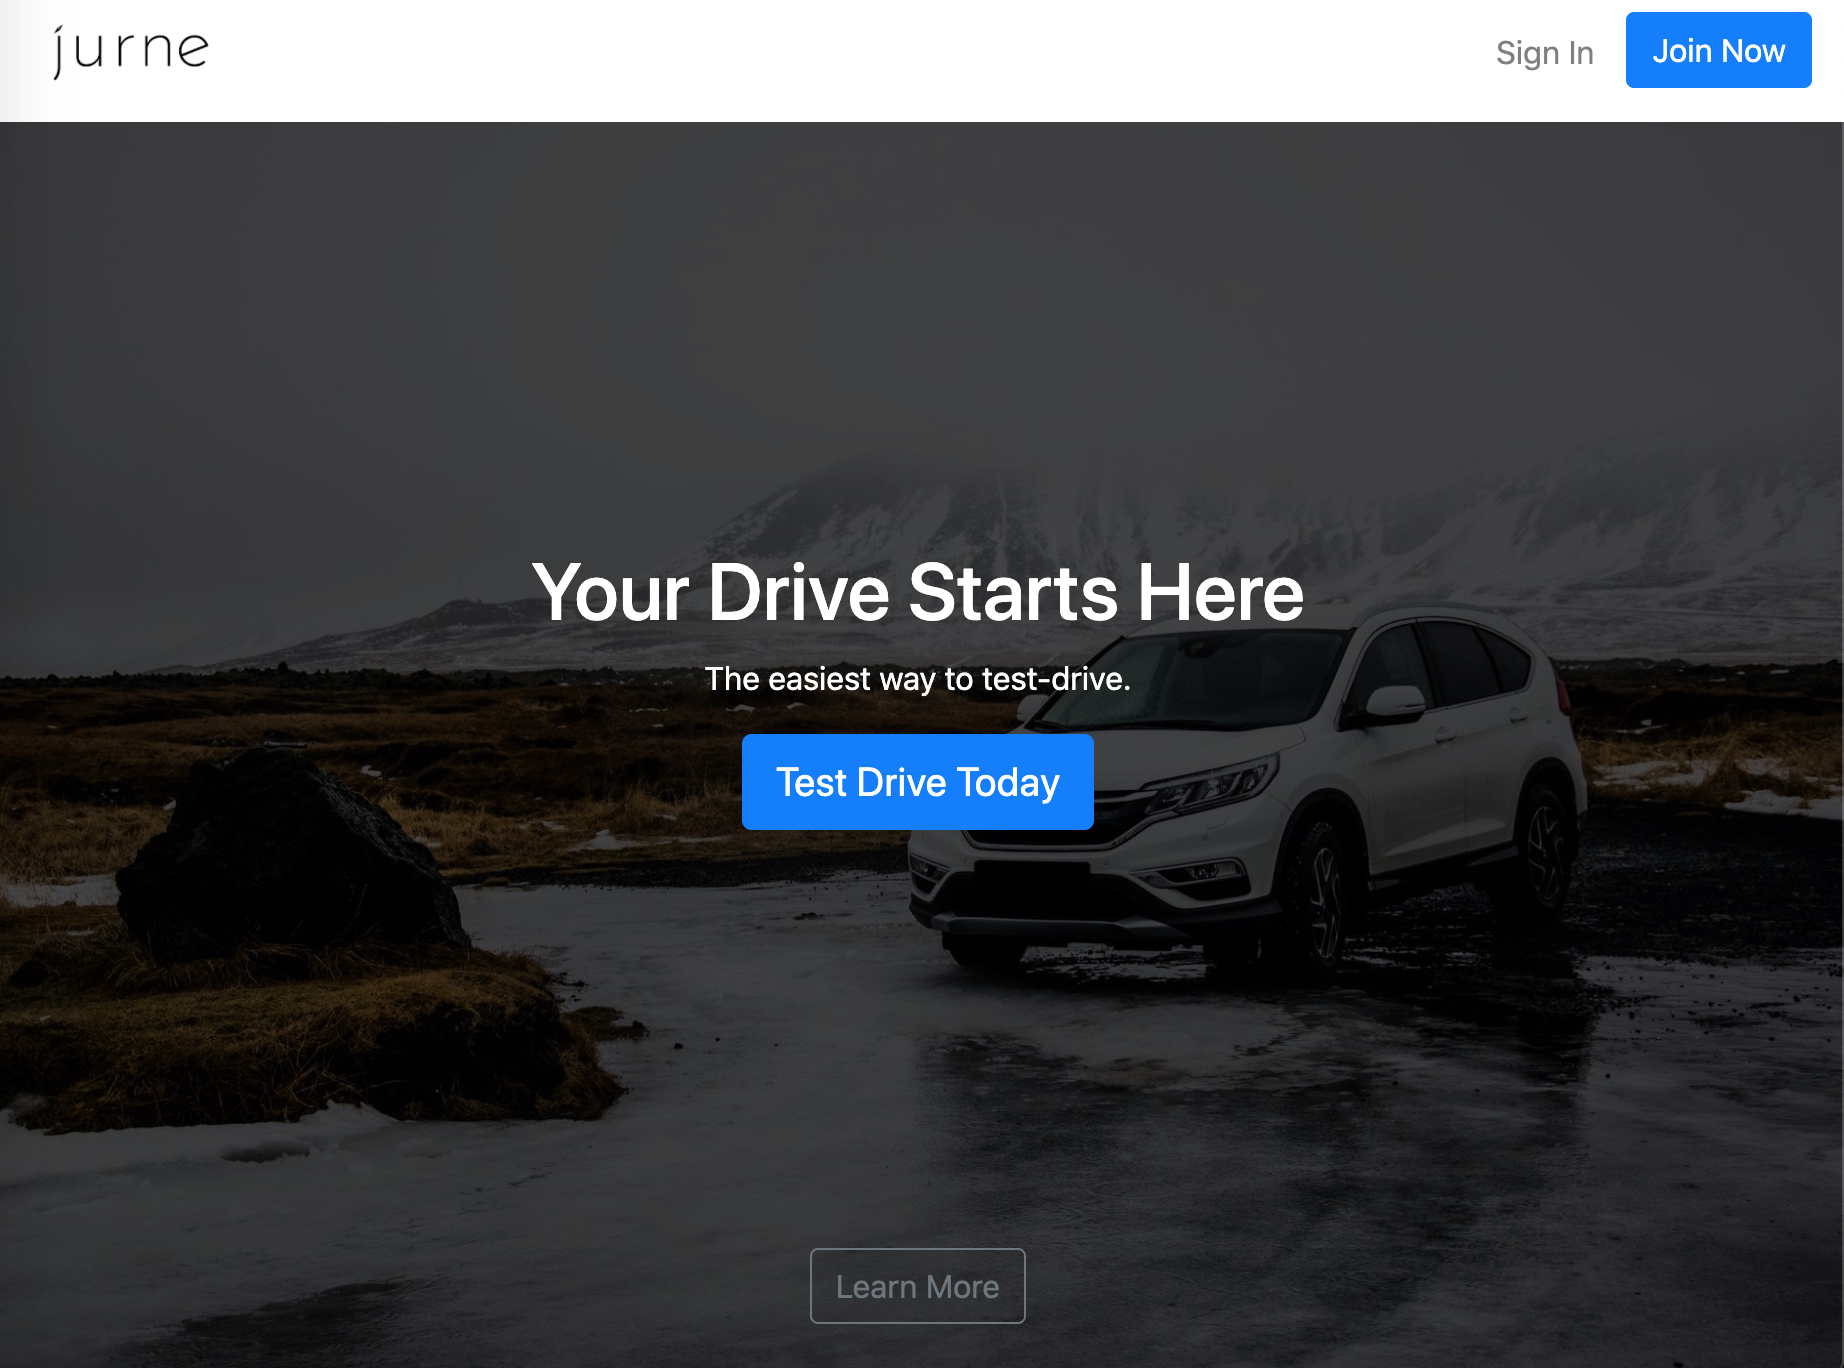 jurne
Sign In
Join Now
Your Drive Starts Here
The easiest way to test-drive.
Test Drive Today
Learn More